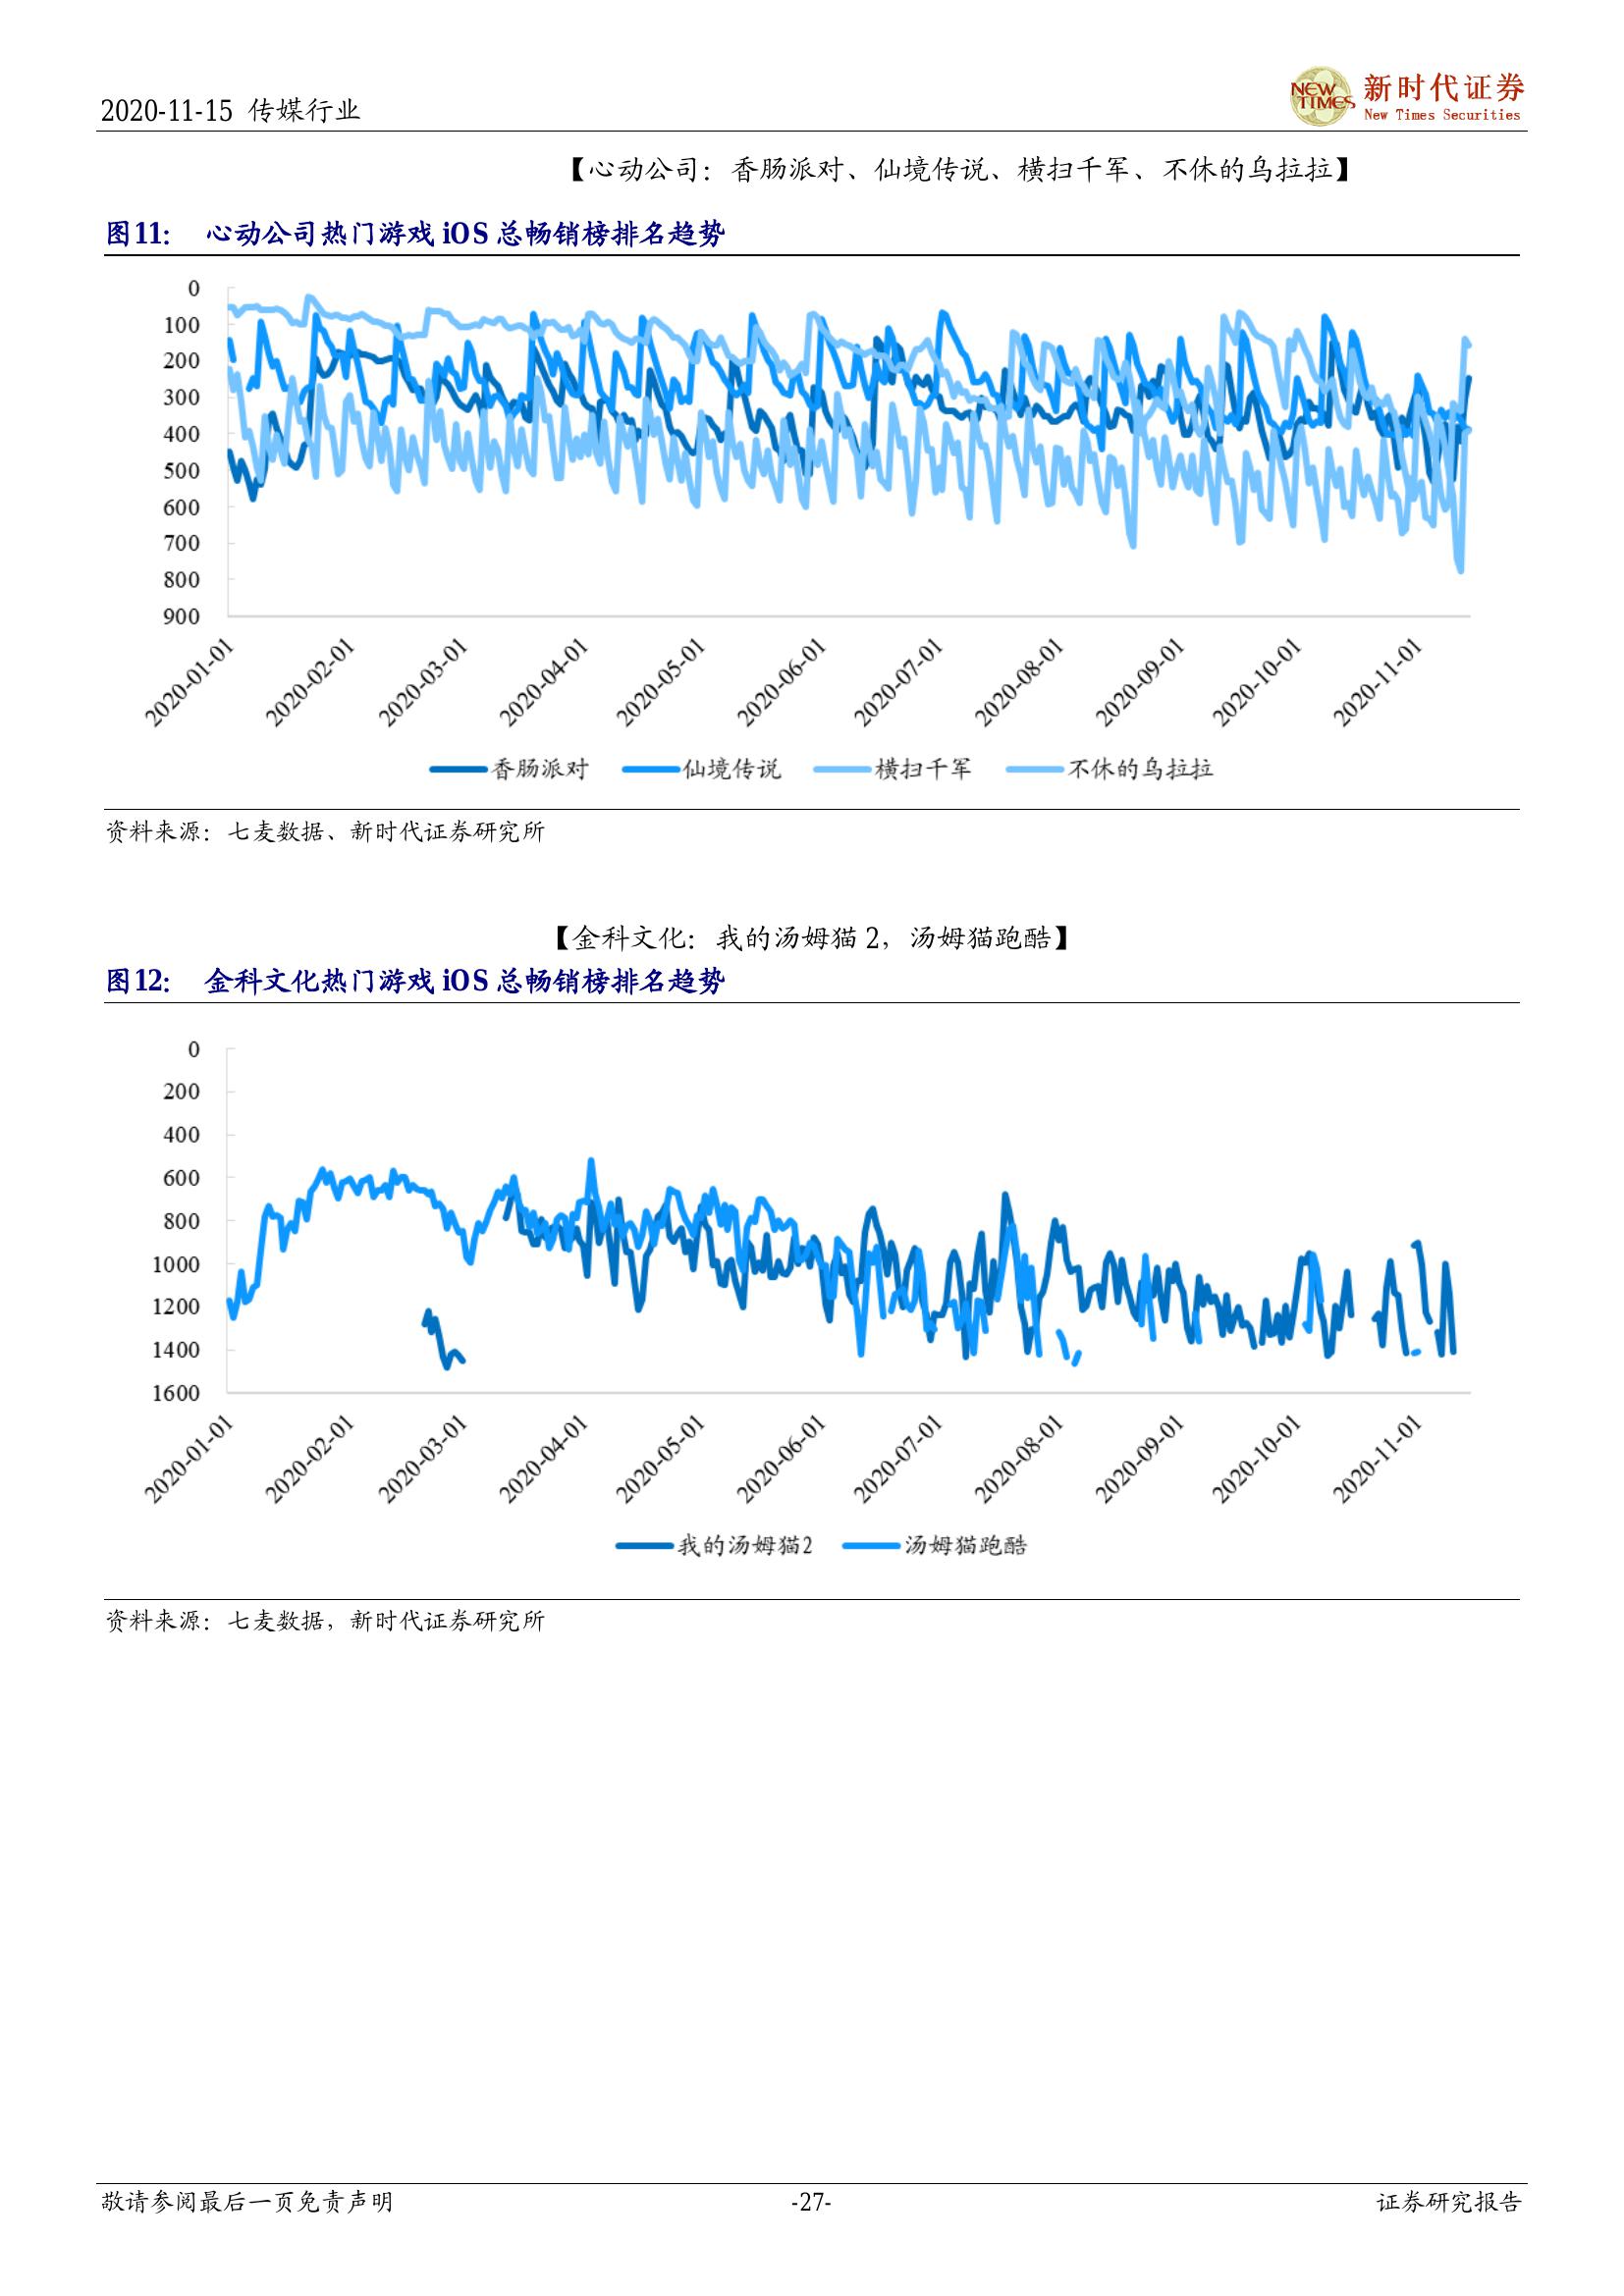 2020-11-15 传媒行业
NEW TIMES 新时代证券
New Times Securities
【心动公司：香肠派对、仙境传说、横扫千军、不休的乌拉拉】
图11： 心动公司热门游戏 iOS 总畅销榜排名趋势
0
100
200
300
400
500
600
700
800
900
2020-01-01 2020-02-01 2020-03-01 2020-04-01 2020-05-01 2020-06-01 2020-07-01 2020-08-01 2020-09-01 2020-10-01 2020-11-01
香肠派对 仙境传说 横扫千军 不休的乌拉拉
资料来源：七麦数据、新时代证券研究所
【金科文化：我的汤姆猫 2，汤姆猫跑酷】
图12： 金科文化热门游戏 iOS 总畅销榜排名趋势
0
200
400
600
800
1000
1200
1400
1600
2020-01-01 2020-02-01 2020-03-01 2020-04-01 2020-05-01 2020-06-01 2020-07-01 2020-08-01 2020-09-01 2020-10-01 2020-11-01
我的汤姆猫2 汤姆猫跑酷
资料来源：七麦数据，新时代证券研究所
敬请参阅最后一页免责声明 -27- 证券研究报告